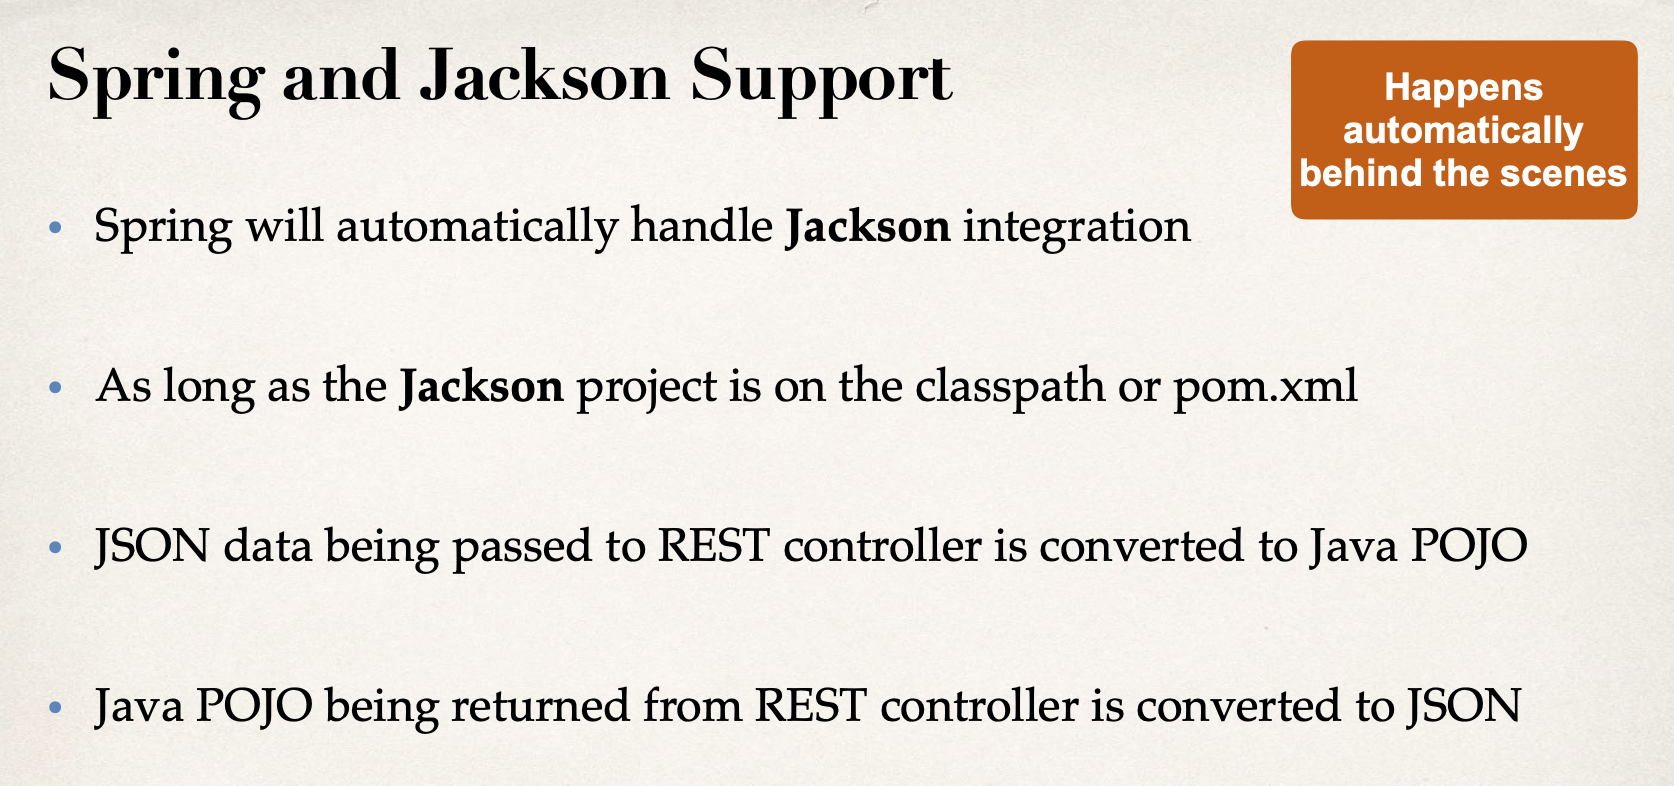 Spring and Jackson Support
Happens
automatically
behind the scenes
• Spring will automatically handle Jackson integration
• As long as the Jackson project is on the classpath or pom.xml
• JSON data being passed to REST controller is converted to Java POJO
• Java POJO being returned from REST controller is converted to JSON